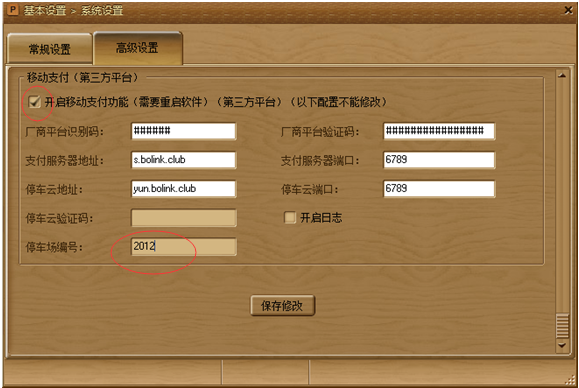 P 基本设置 > 系统设置
常规设置 高级设置
移动支付（第三方平台）
开启移动支付功能（需要重启软件）（第三方平台）（以下配置不能修改）
厂商平台识别码： ###### 厂商平台验证码： ################
支付服务器地址： s.bolink.club 支付服务器端口： 6789
停车云地址： yun.bolink.club 停车云端口： 6789
停车云验证码： 开启日志
停车场编号： 2012
保存修改